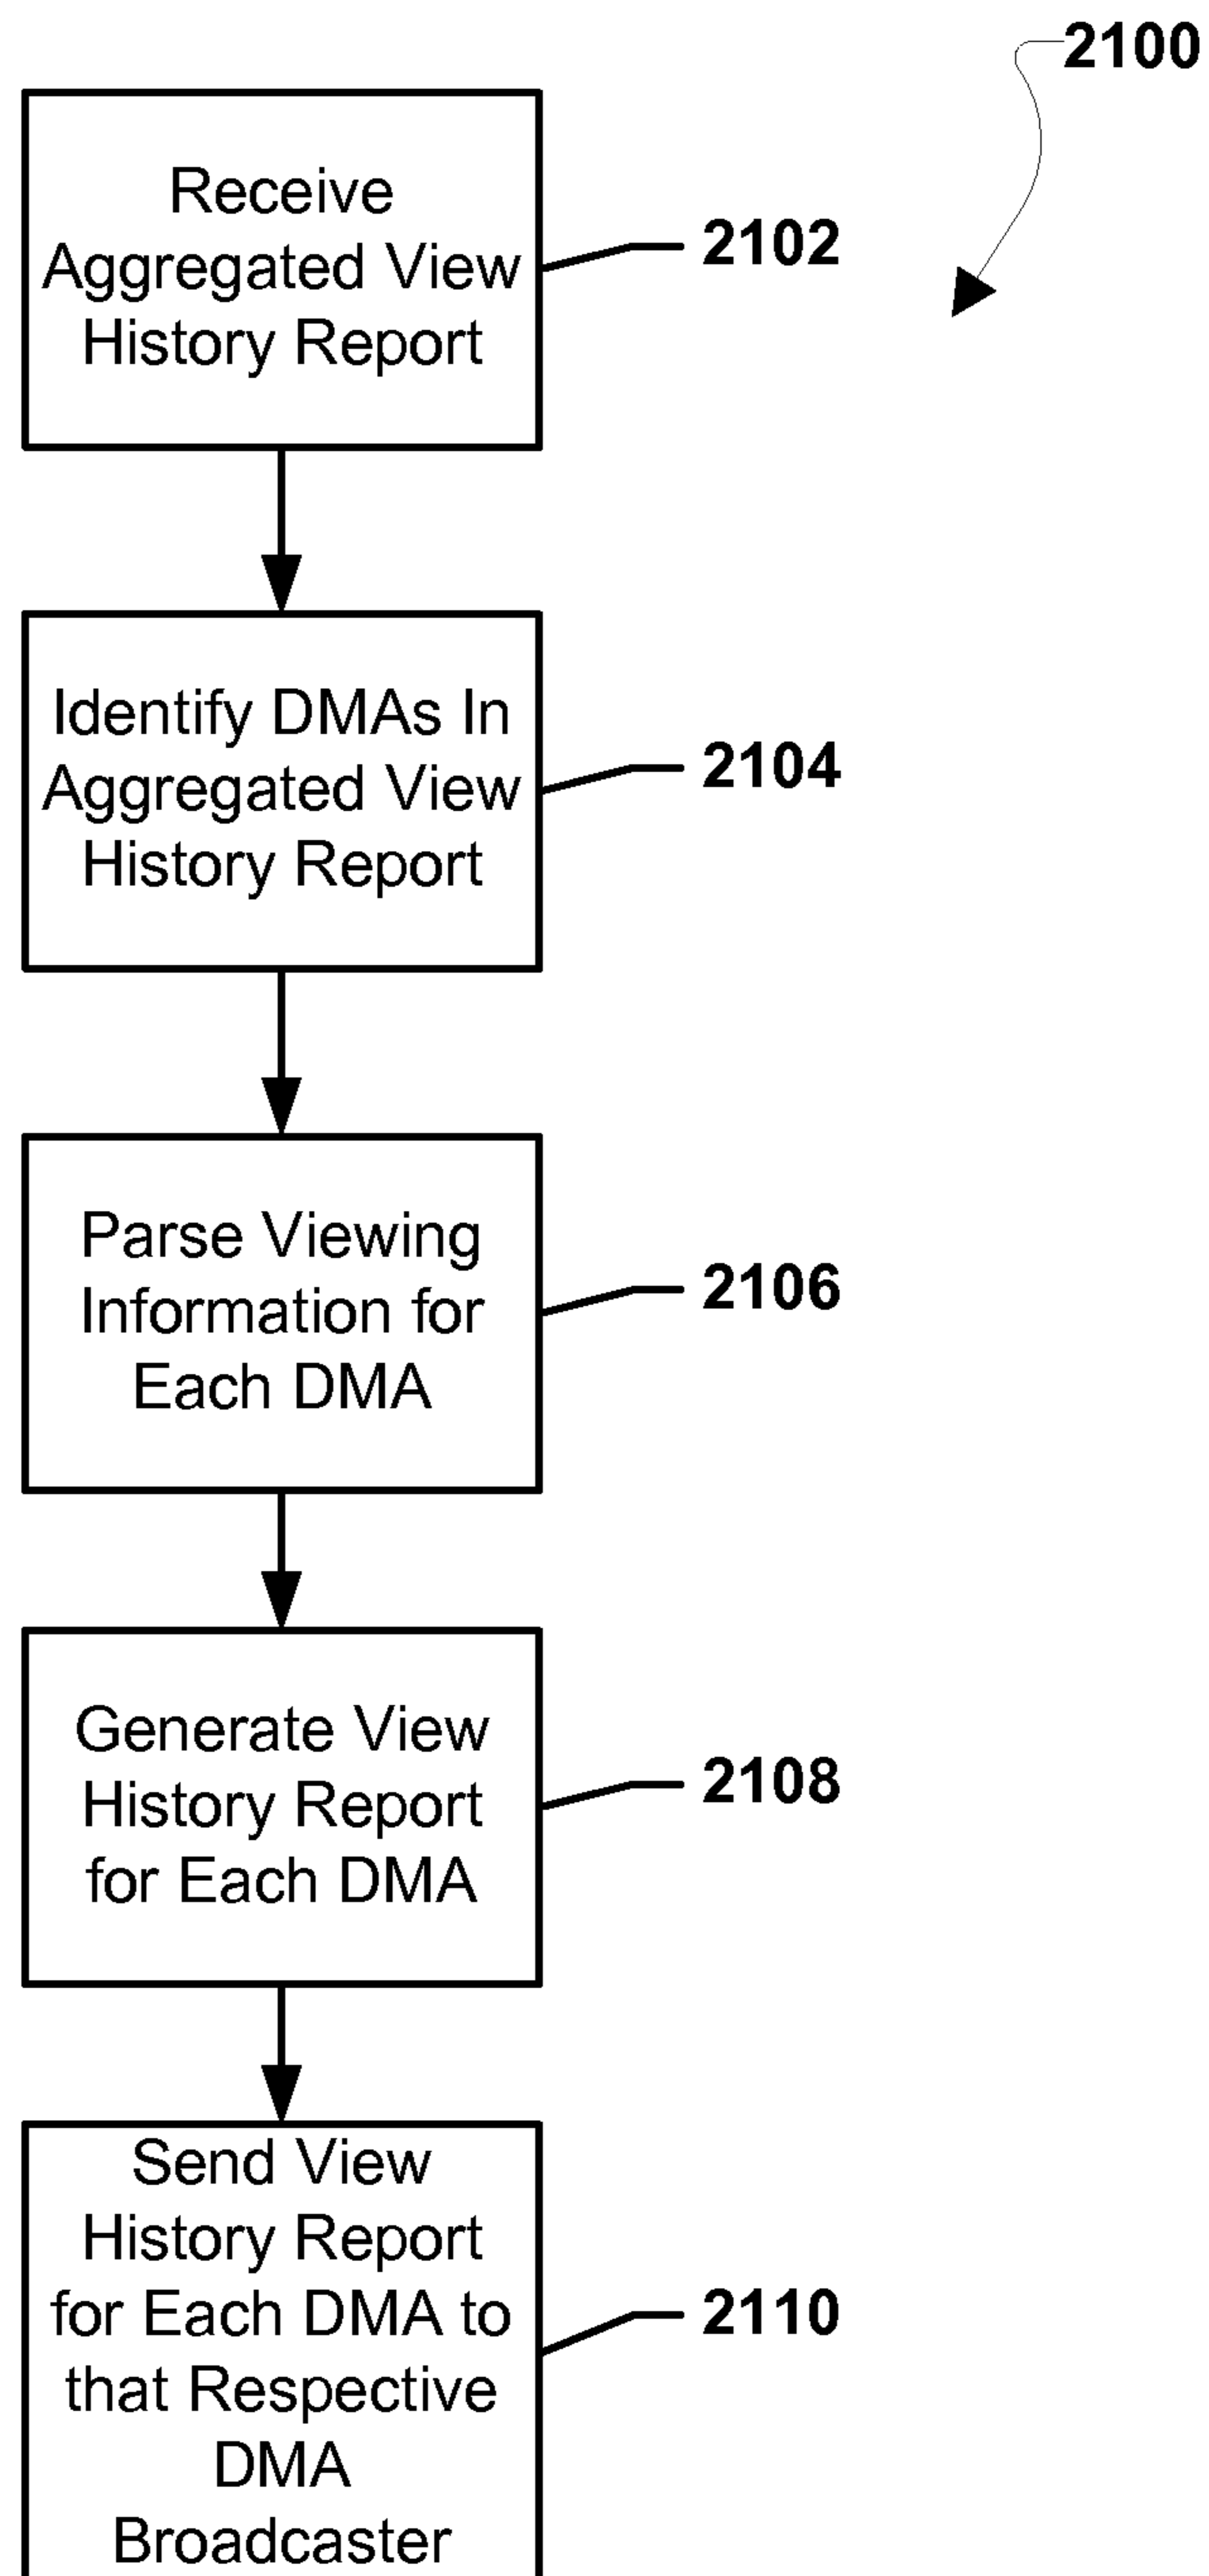 2100
Receive
Aggregated View
History Report
2102
Identify DMAs In
Aggregated View
History Report
2104
Parse Viewing
Information for
Each DMA
2106
Generate View
History Report
for Each DMA
2108
Send View
History Report
for Each DMA to
that Respective
DMA
Broadcaster
2110